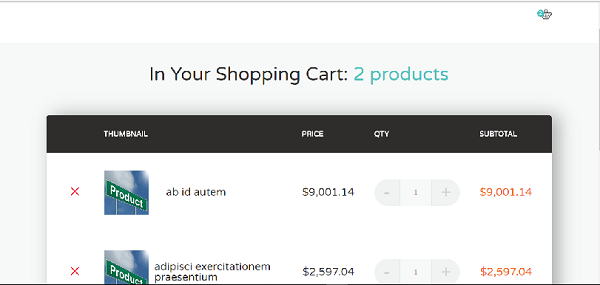 In Your Shopping Cart: 2 products
THUMBNAIL PRICE QTY SUBTOTAL
× Product ab id autem $9,001.14 - 1 + $9,001.14
× Product adipisci exercitationem $2,597.04 - 1 + $2,597.04
praesentium